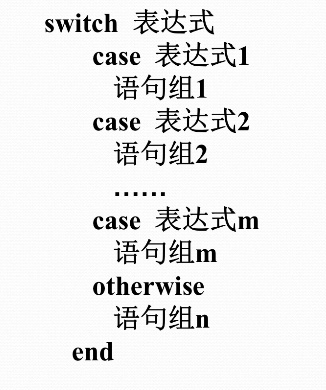 switch 表达式
case 表达式1
语句组1
case 表达式2
语句组2
……
case 表达式m
语句组m
otherwise
语句组n
end